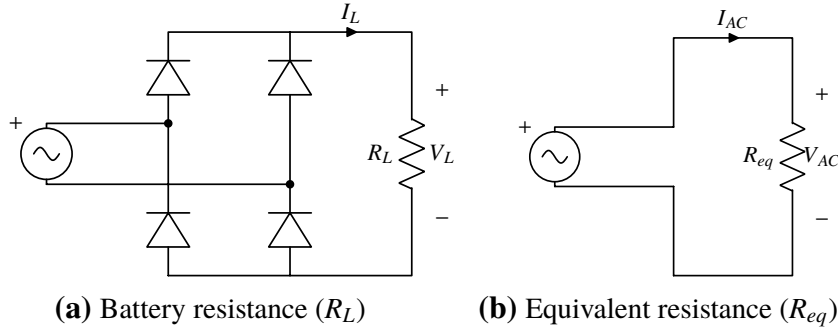 I_L
+
+
R_L
V_L
−
(a) Battery resistance (R_L)
I_AC
+
+
R_eq
V_AC
−
(b) Equivalent resistance (R_eq)